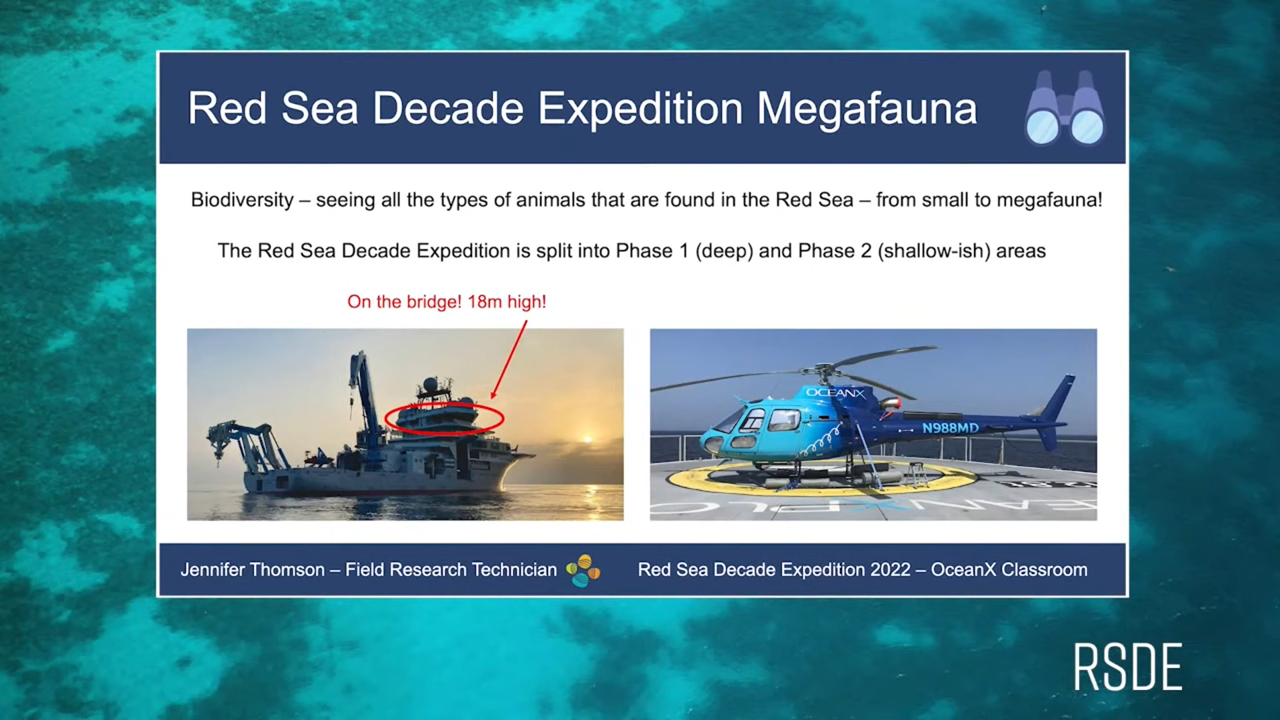 Red Sea Decade Expedition Megafauna
Biodiversity – seeing all the types of animals that are found in the Red Sea – from small to megafauna!
The Red Sea Decade Expedition is split into Phase 1 (deep) and Phase 2 (shallow-ish) areas
On the bridge! 18m high!
OCEANX
N988MD
Jennifer Thomson – Field Research Technician
Red Sea Decade Expedition 2022 – OceanX Classroom
RSDE